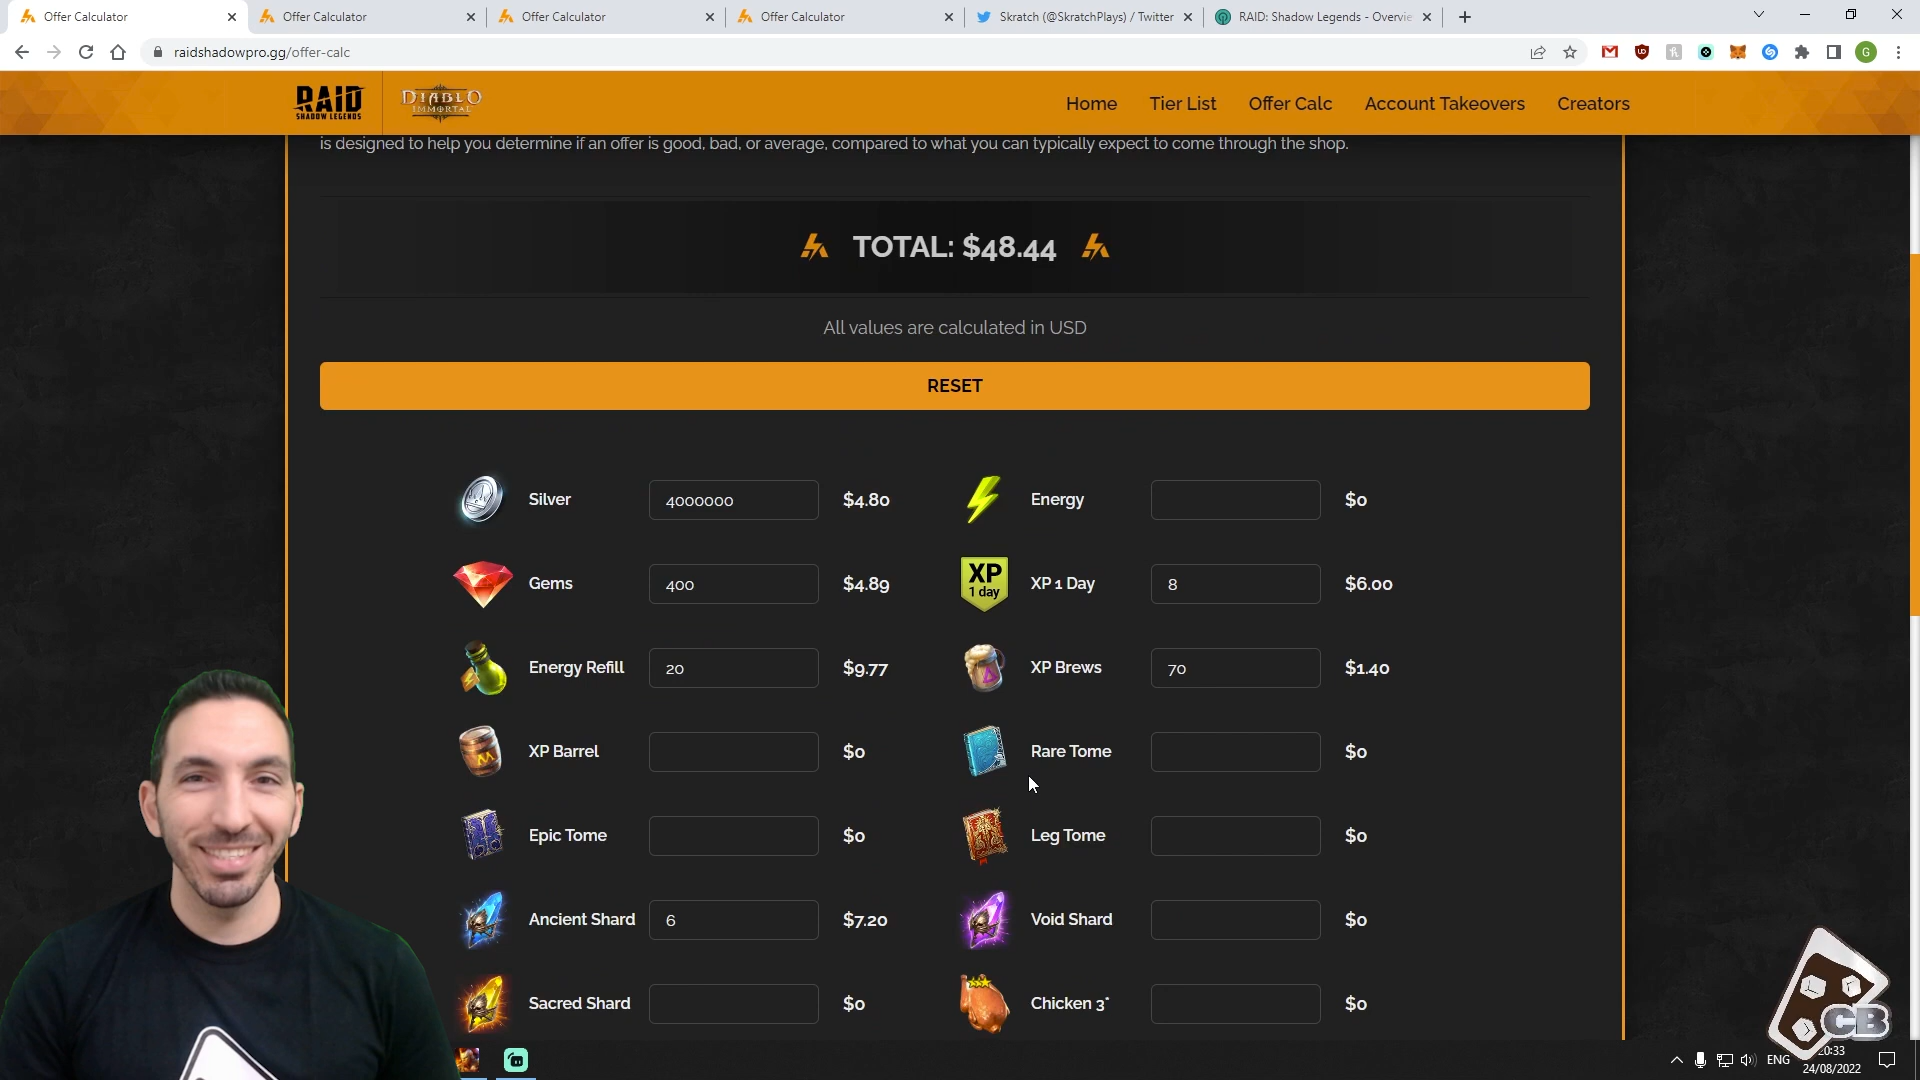 Offer Calculator
Offer Calculator
Offer Calculator
Offer Calculator
Skratch (@SkratchPlays) / Twitter
RAID: Shadow Legends - Overvie
raidshadowpro.gg/offer-calc
G
RAID
SHADOW LEGENDS
DIABLO
IMMORTAL
Home
Tier List
Offer Calc
Account Takeovers
Creators
is designed to help you determine if an offer is good, bad, or average, compared to what you can typically expect to come through the shop.
TOTAL: $48.44
All values are calculated in USD
RESET
Silver 4000000 $4.80
Energy $0
Gems 400 $4.89
XP 1 day
XP 1 Day 8 $6.00
Energy Refill 20 $9.77
XP Brews 70 $1.40
XP Barrel $0
Rare Tome $0
Epic Tome $0
Leg Tome $0
Ancient Shard 6 $7.20
Void Shard $0
Sacred Shard $0
Chicken 3* $0
CB
ENG
20:33
24/08/2022